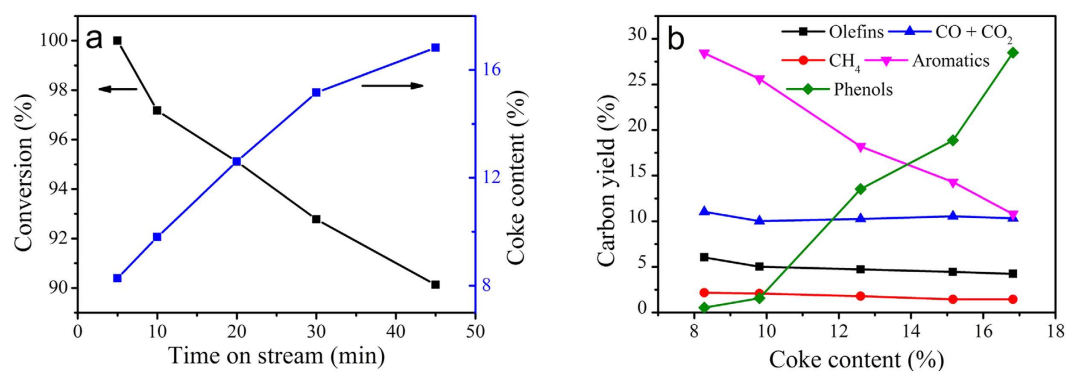 a
100
98
96
94
92
90
Conversion (%)
0
10
20
30
40
50
Time on stream (min)
16
12
8
Coke content (%)
b
Olefins
CO + CO₂
CH₄
Aromatics
Phenols
30
25
20
15
10
5
0
Carbon yield (%)
8
10
12
14
16
18
Coke content (%)